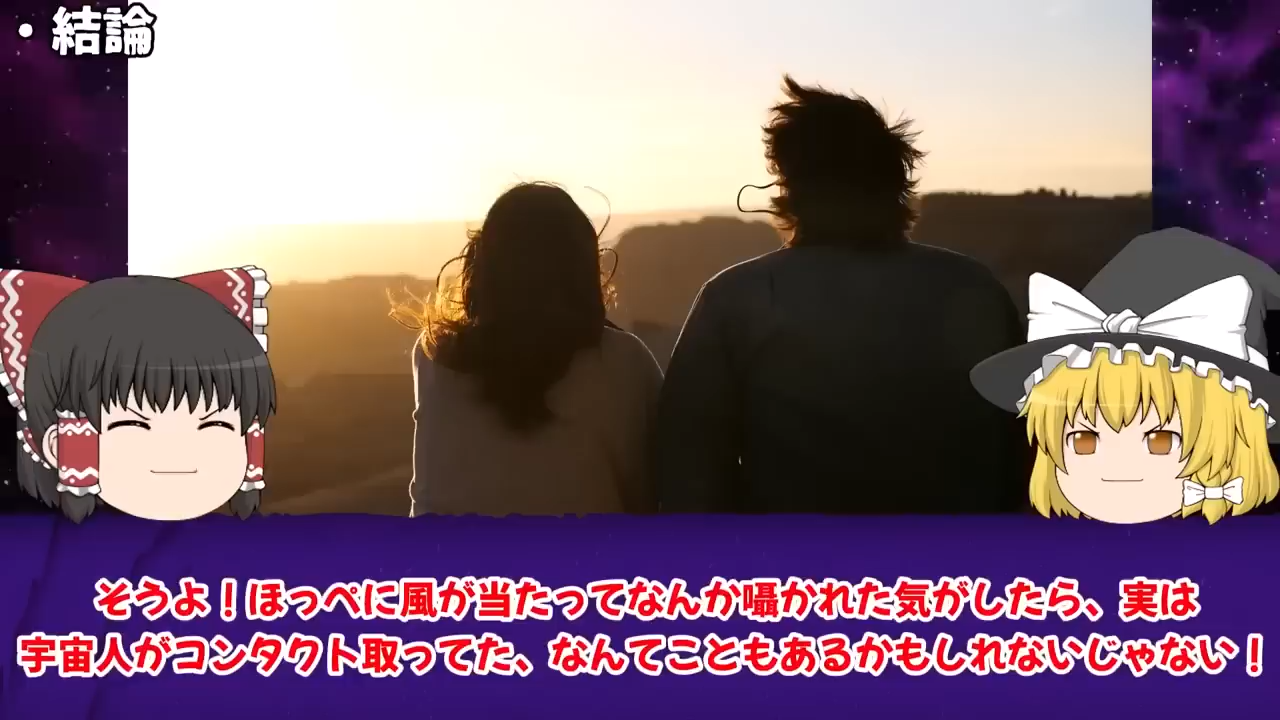 ・結論
そうよ！ほっぺに風が当たってなんか囁かれた気がしたら、実は
宇宙人がコンタクト取ってた、なんてこともあるかもしれないじゃない！